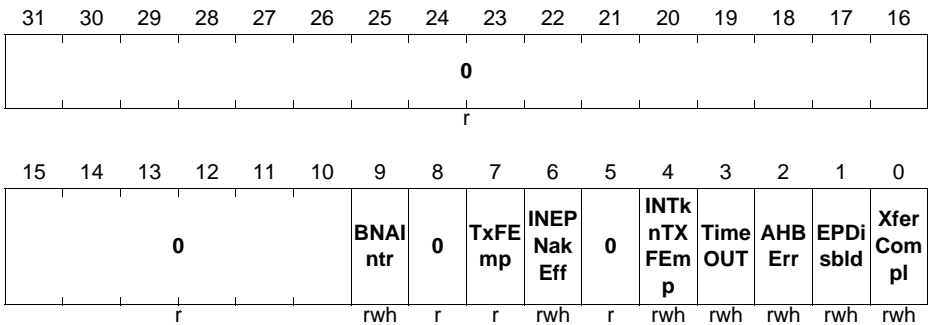 31 30 29 28 27 26 25 24 23 22 21 20 19 18 17 16
0
r
15 14 13 12 11 10 9 8 7 6 5 4 3 2 1 0
0 BNAI ntr 0 TxFE mp INEP Nak Eff 0 INTk nTX FEm p Time OUT AHB Err EPDi sbld Xfer Com pl
r rwh r r rwh r rwh rwh rwh rwh rwh